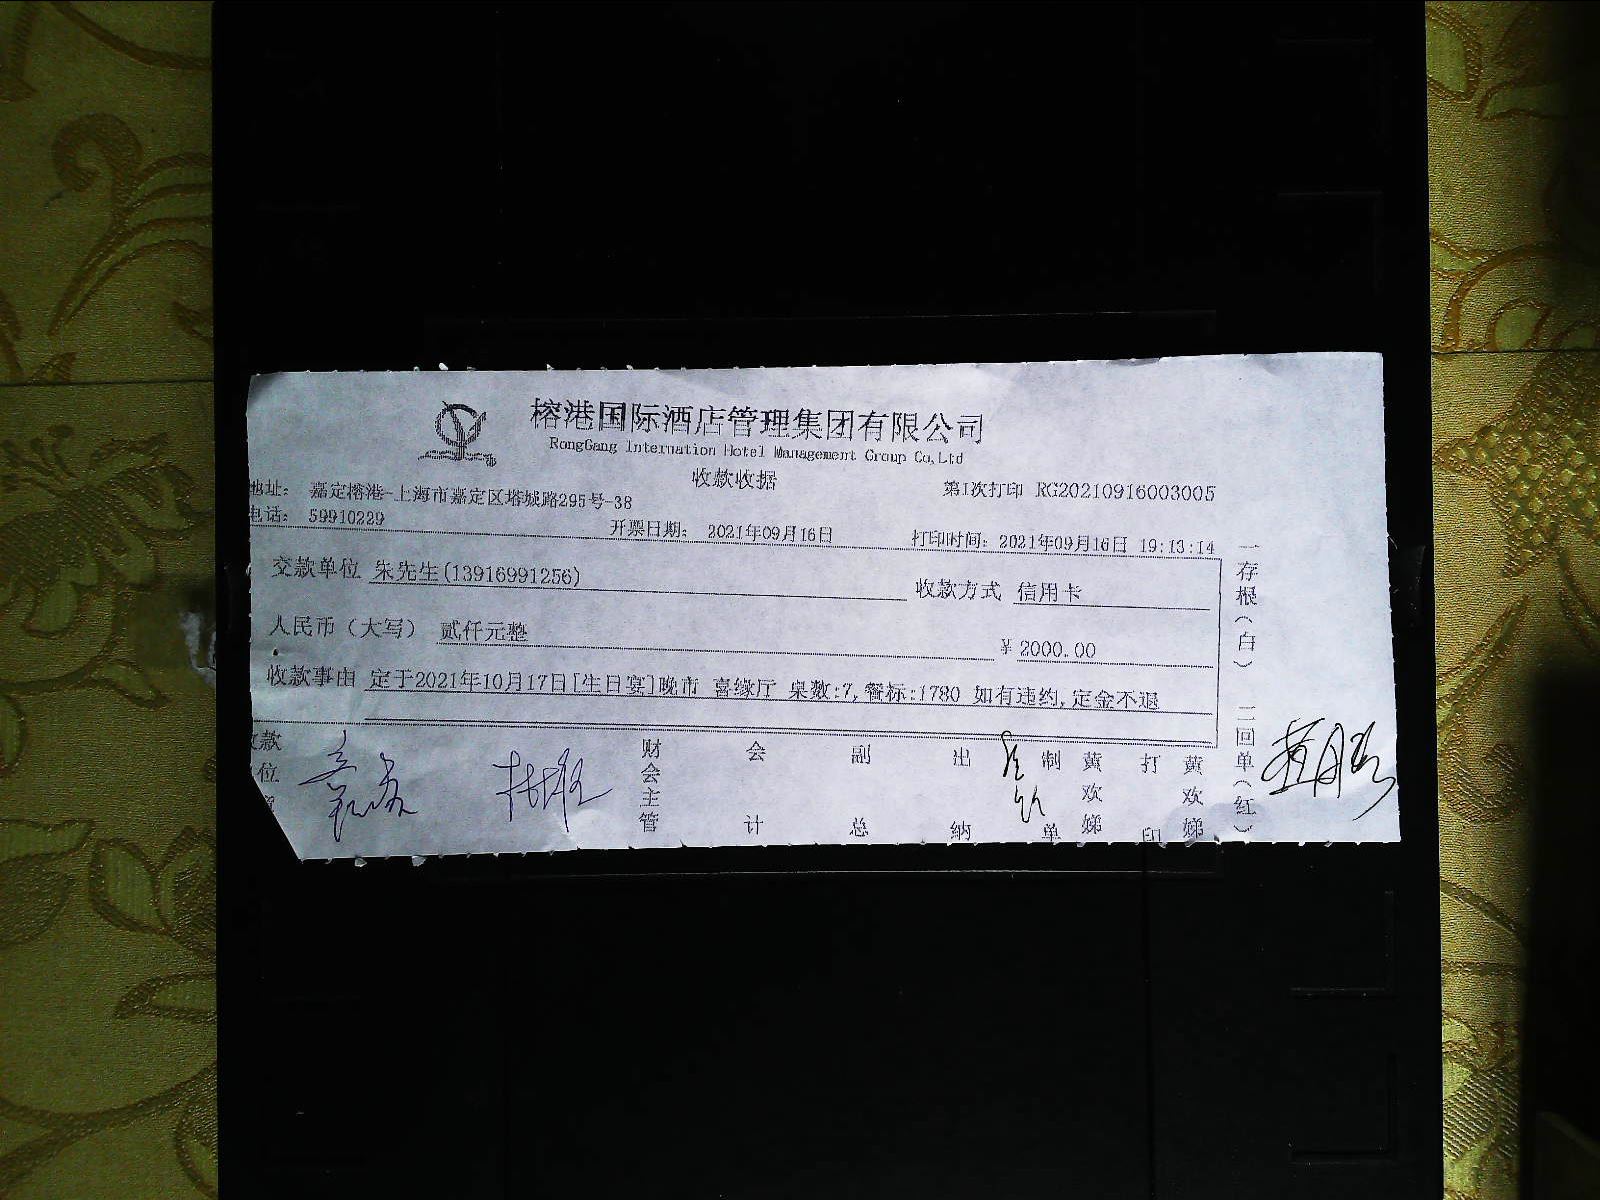 榕港国际酒店管理集团有限公司
RongGang Internation Hotel Management Group Co,Ltd
收款收据
地址： 嘉定榕港-上海市嘉定区塔城路295号-38 第1次打印 RG20210916003005
电话： 59910229 开票日期： 2021年09月16日 打印时间： 2021年09月16日 19:13:14
交款单位 朱先生(13916991256) 收款方式 信用卡
人民币（大写） 贰仟元整 ¥ 2000.00
收款事由 定于2021年10月17日[生日宴]晚市 喜缘厅 桌数:7,餐标:1780 如有违约,定金不退
收款
位
财会主管 会计 副总 出纳 制单 黄欢娣 打印 黄欢娣
一存根（白） 二回单（红）